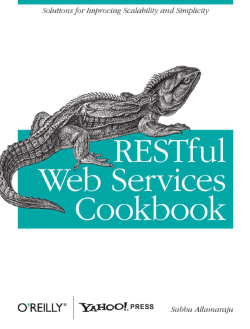 Solutions for Improving Scalability and Simplicity
RESTful
Web Services
Cookbook
O'REILLY® YAHOO! PRESS
Subbu Allamaraju